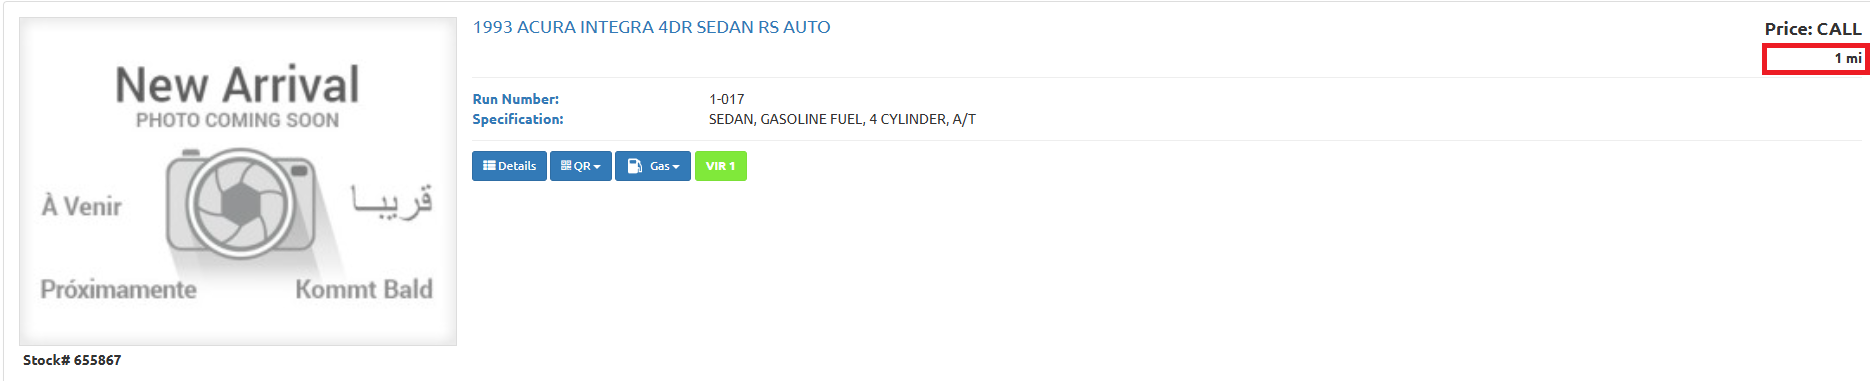 New Arrival
PHOTO COMING SOON
À Venir
قريبــا
Próximamente
Kommt Bald
Stock# 655867
1993 ACURA INTEGRA 4DR SEDAN RS AUTO
Price: CALL
1 mi
Run Number: 1-017
Specification: SEDAN, GASOLINE FUEL, 4 CYLINDER, A/T
Details QR Gas VIR 1